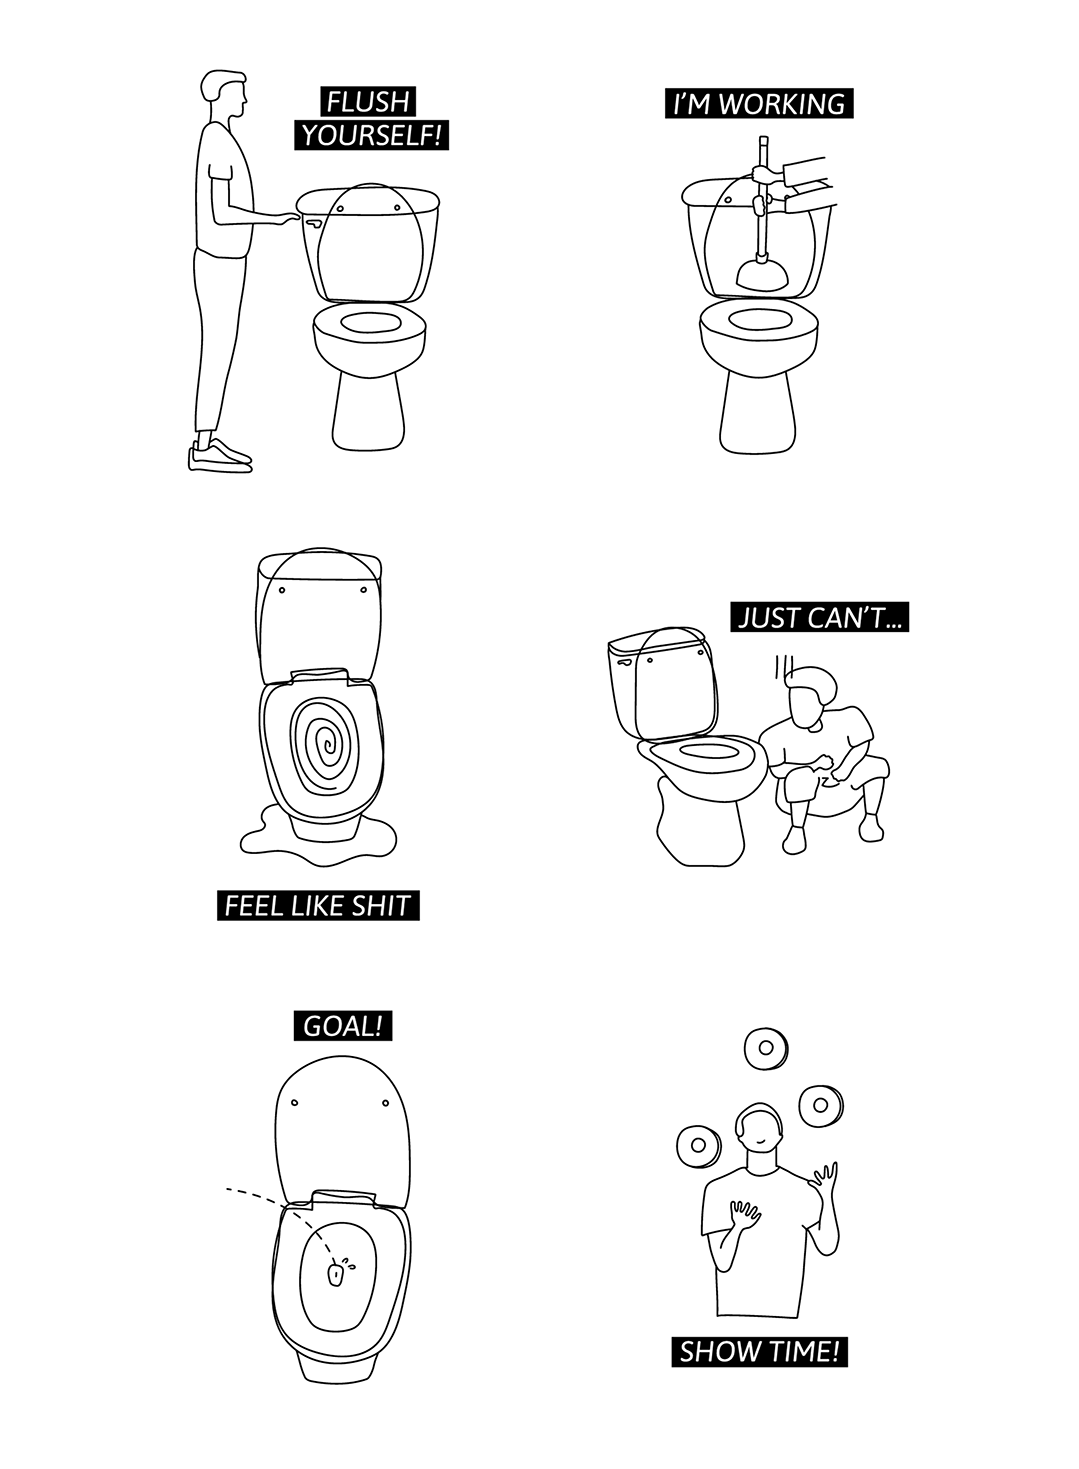 FLUSH
YOURSELF!
I'M WORKING
FEEL LIKE SHIT
JUST CAN'T...
GOAL!
SHOW TIME!